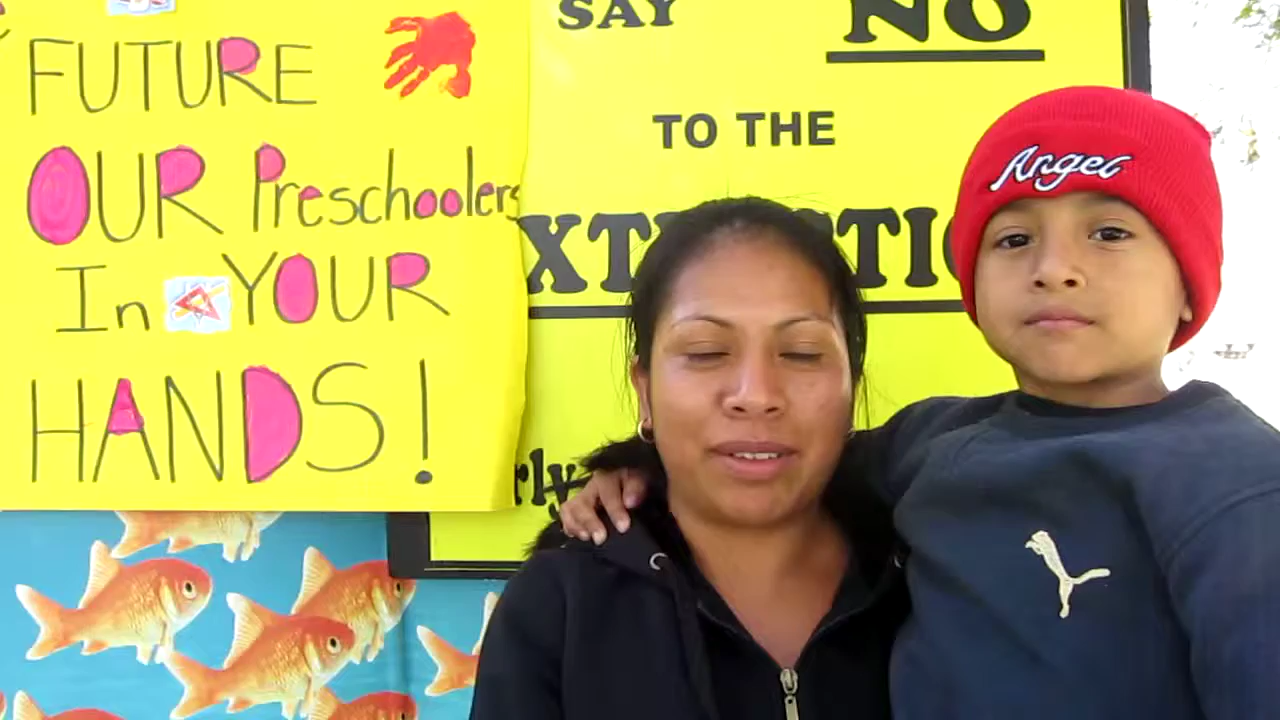 FUTURE
OUR Preschoolers
In YOUR
HANDS!
SAY NO
TO THE
Angel